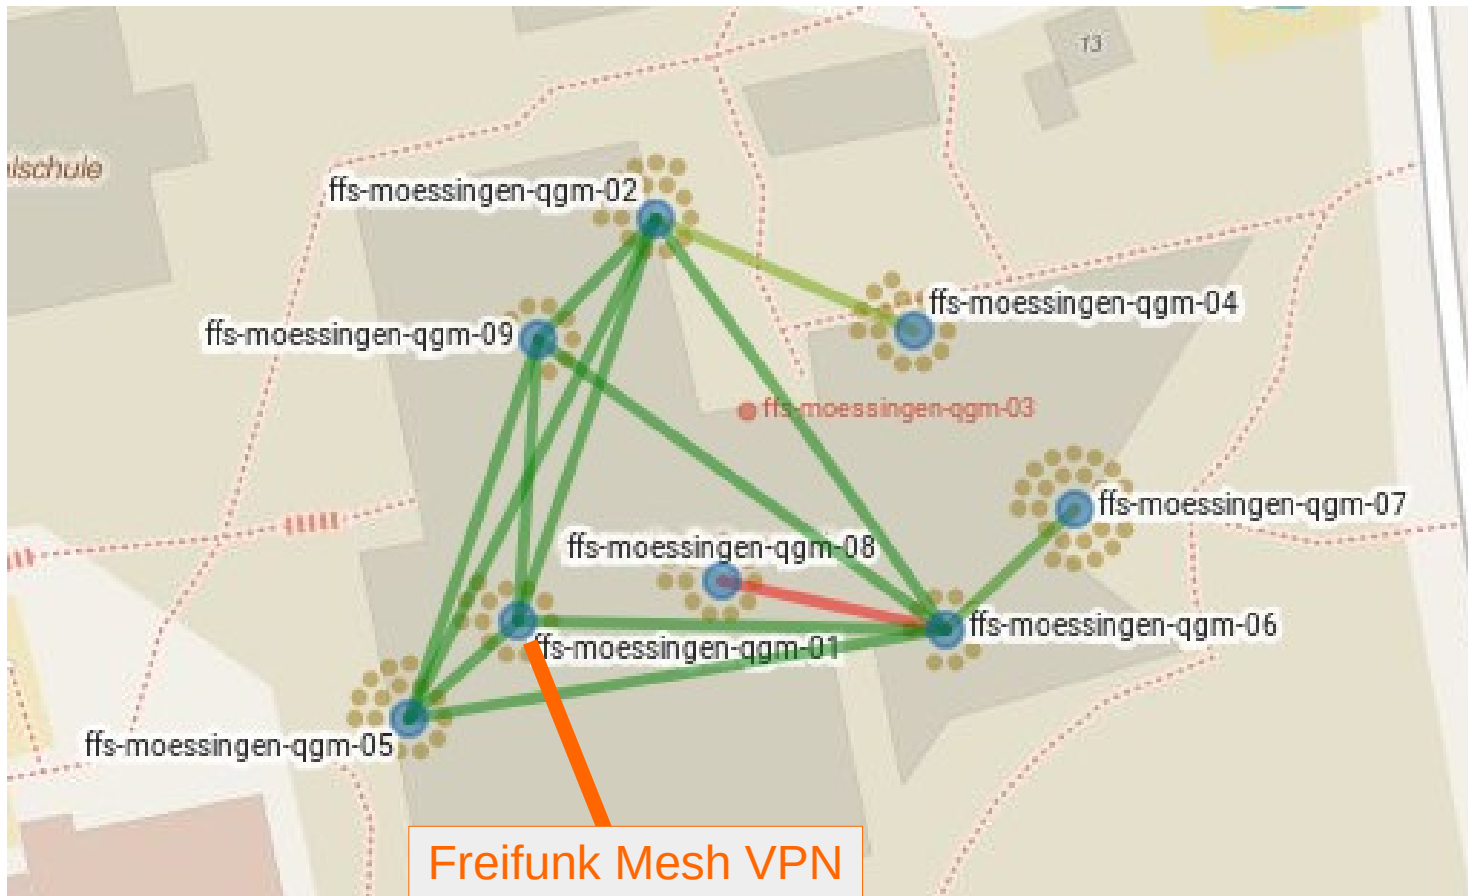 13
lschule
ffs-moessingen-qgm-02
ffs-moessingen-qgm-04
ffs-moessingen-qgm-09
ffs-moessingen-qgm-03
ffs-moessingen-qgm-07
ffs-moessingen-qgm-08
ffs-moessingen-qgm-06
ffs-moessingen-qgm-01
ffs-moessingen-qgm-05
Freifunk Mesh VPN